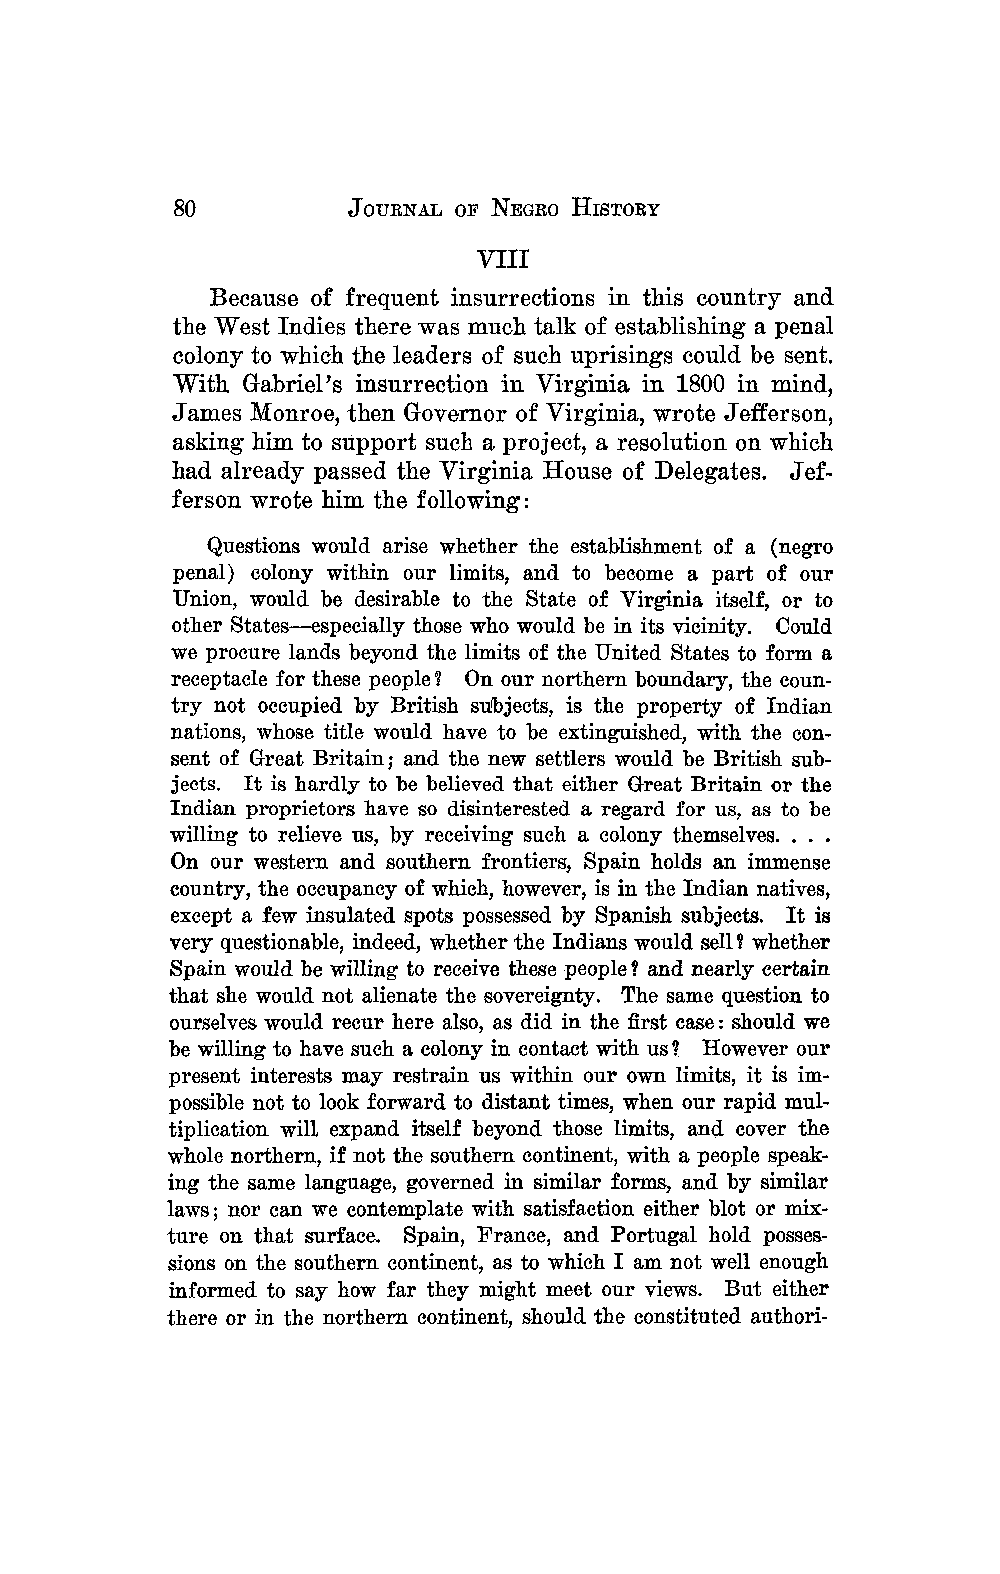 80 JOURNAL OF NEGRO HISTORY
VIII
Because of frequent insurrections in this country and
the West Indies there was much talk of establishing a penal
colony to which the leaders of such uprisings could be sent.
With Gabriel's insurrection in Virginia in 1800 in mind,
James Monroe, then Governor of Virginia, wrote Jefferson,
asking him to support such a project, a resolution on which
had already passed the Virginia House of Delegates. Jef-
ferson wrote him the following:
Questions would arise whether the establishment of a (negro
penal) colony within our limits, and to become a part of our
Union, would be desirable to the State of Virginia itself, or to
other States—especially those who would be in its vicinity. Could
we procure lands beyond the limits of the United States to form a
receptacle for these people? On our northern boundary, the coun-
try not occupied by British subjects, is the property of Indian
nations, whose title would have to be extinguished, with the con-
sent of Great Britain; and the new settlers would be British sub-
jects. It is hardly to be believed that either Great Britain or the
Indian proprietors have so disinterested a regard for us, as to be
willing to relieve us, by receiving such a colony themselves. . . .
On our western and southern frontiers, Spain holds an immense
country, the occupancy of which, however, is in the Indian natives,
except a few insulated spots possessed by Spanish subjects. It is
very questionable, indeed, whether the Indians would sell? whether
Spain would be willing to receive these people? and nearly certain
that she would not alienate the sovereignty. The same question to
ourselves would recur here also, as did in the first case: should we
be willing to have such a colony in contact with us? However our
present interests may restrain us within our own limits, it is im-
possible not to look forward to distant times, when our rapid mul-
tiplication will expand itself beyond those limits, and cover the
whole northern, if not the southern continent, with a people speak-
ing the same language, governed in similar forms, and by similar
laws; nor can we contemplate with satisfaction either blot or mix-
ture on that surface. Spain, France, and Portugal hold posses-
sions on the southern continent, as to which I am not well enough
informed to say how far they might meet our views. But either
there or in the northern continent, should the constituted authori-